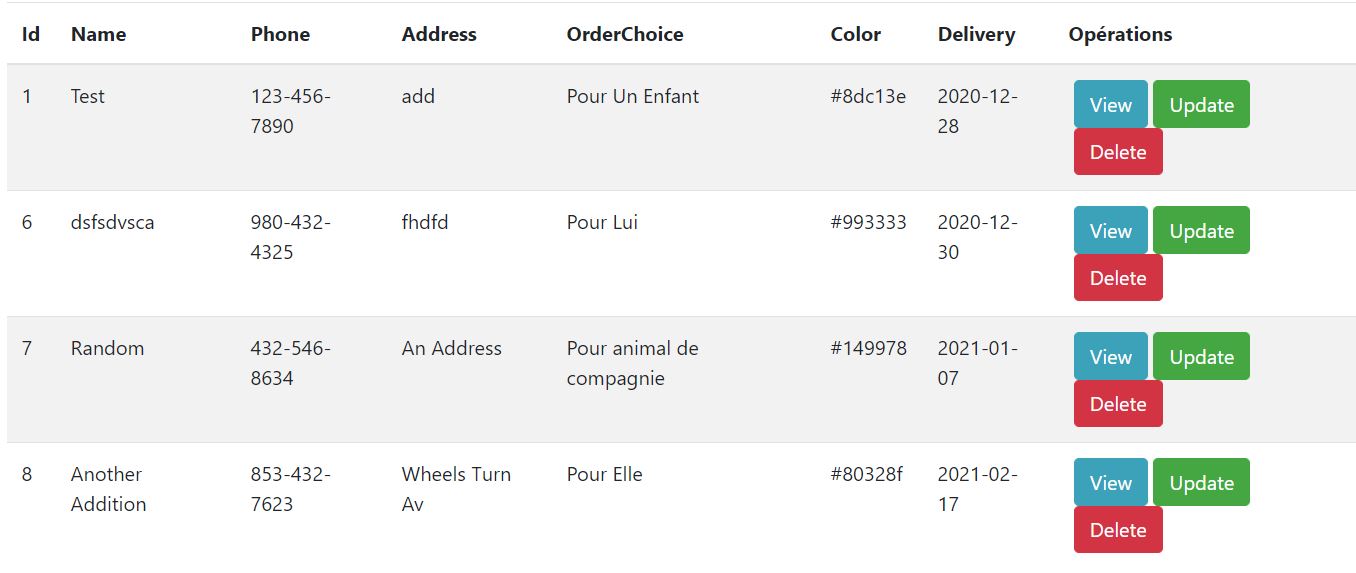 Id Name Phone Address OrderChoice Color Delivery Opérations
1 Test 123-456- add Pour Un Enfant #8dc13e 2020-12- View Update
7890 28
Delete
6 dsfsdvsca 980-432- fhdfd Pour Lui #993333 2020-12- View Update
4325 30
Delete
7 Random 432-546- An Address Pour animal de #149978 2021-01- View Update
8634 compagnie 07
Delete
8 Another 853-432- Wheels Turn Pour Elle #80328f 2021-02- View Update
Addition 7623 Av 17
Delete